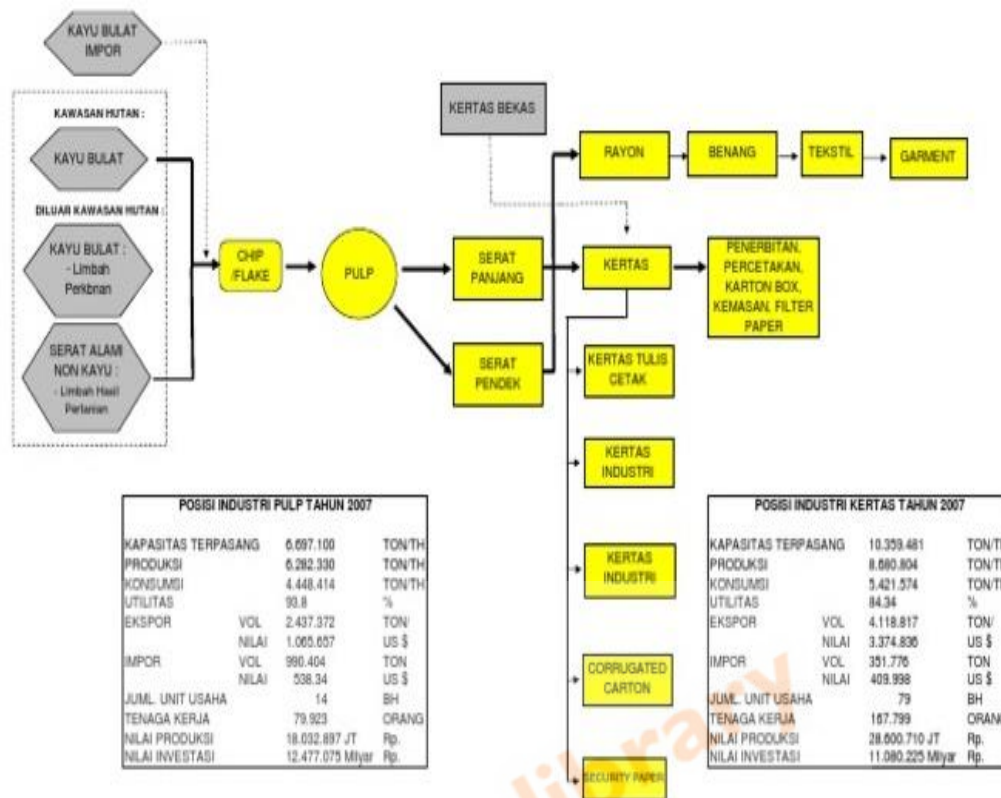 KAYU BULAT
IMPOR
KAWASAN HUTAN :
KAYU BULAT
DILUAR KAWASAN HUTAN :
KAYU BULAT :
- Limbah
Perkbnan
SERAT ALAMI
NON KAYU :
- Limbah Hasil
Pertanian
CHIP
/FLAKE
PULP
KERTAS BEKAS
SERAT
PANJANG
SERAT
PENDEK
RAYON
BENANG
TEKSTIL
GARMENT
KERTAS
PENERBITAN,
PERCETAKAN,
KARTON BOX,
KEMASAN, FILTER
PAPER
KERTAS TULIS
CETAK
KERTAS
INDUSTRI
KERTAS
INDUSTRI
CORRUGATED
CARTON
SECURITY PAPER
POSISI INDUSTRI PULP TAHUN 2007
KAPASITAS TERPASANG 6.697.100 TON/TH
PRODUKSI 6.282.330 TON/TH
KONSUMSI 4.448.414 TON/TH
UTILITAS 93.8 %
EKSPOR VOL 2.437.372 TON/
NILAI 1.065.657 US $
IMPOR VOL 990.404 TON
NILAI 538.34 US $
JUML. UNIT USAHA 14 BH
TENAGA KERJA 79.923 ORANG
NILAI PRODUKSI 18.032.897 JT Rp.
NILAI INVESTASI 12.477.075 Milyar Rp.
POSISI INDUSTRI KERTAS TAHUN 2007
KAPASITAS TERPASANG 10.359.481 TON/T
PRODUKSI 8.680.804 TON/T
KONSUMSI 5.421.574 TON/T
UTILITAS 84.34 %
EKSPOR VOL 4.118.817 TON/
NILAI 3.374.836 US $
IMPOR VOL 351.776 TON
NILAI 409.998 US $
JUML. UNIT USAHA 79 BH
TENAGA KERJA 167.799 ORANG
NILAI PRODUKSI 28.600.710 JT Rp.
NILAI INVESTASI 11.080.225 Milyar Rp.
library